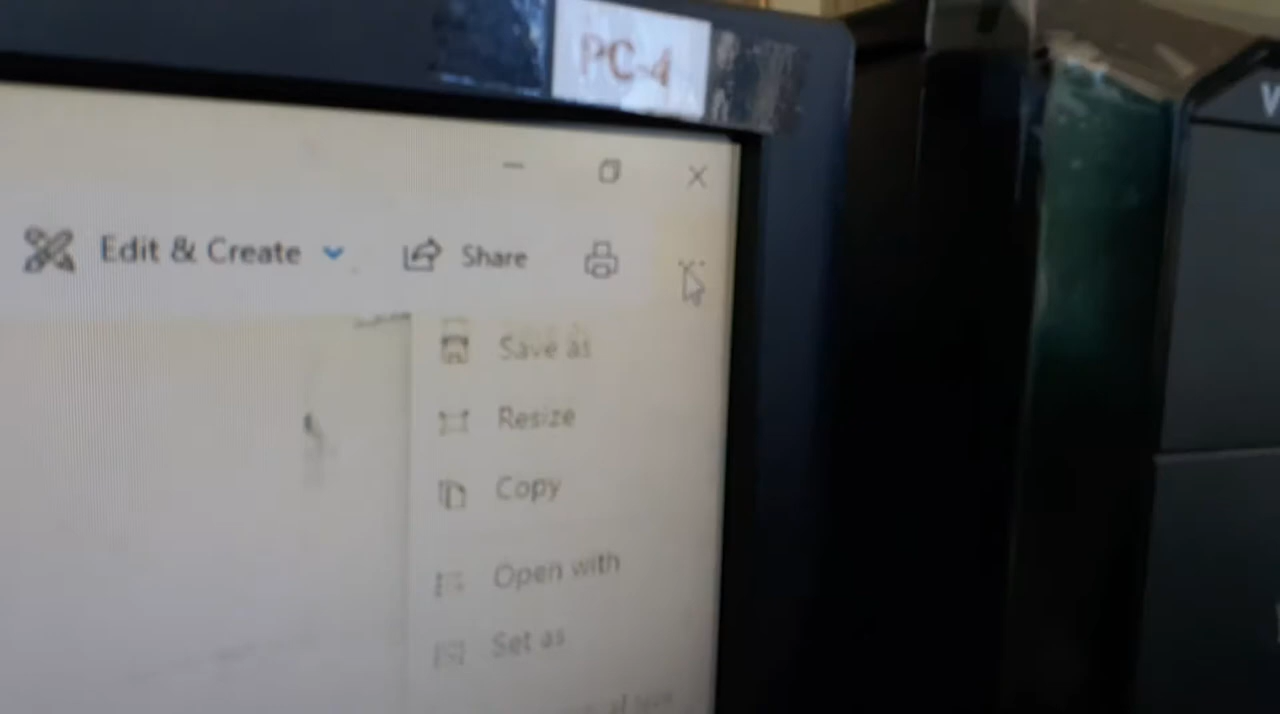 PC-4
Edit & Create
Share
Save as
Resize
Copy
Open with
Set as